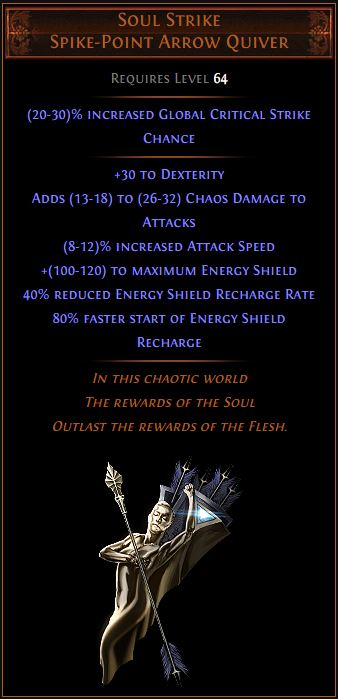 Soul Strike
Spike-Point Arrow Quiver
Requires Level 64
(20-30)% increased Global Critical Strike
Chance
+30 to Dexterity
Adds (13-18) to (26-32) Chaos Damage to
Attacks
(8-12)% increased Attack Speed
+(100-120) to maximum Energy Shield
40% reduced Energy Shield Recharge Rate
80% faster start of Energy Shield
Recharge
In this chaotic world
The rewards of the Soul
Outlast the rewards of the Flesh.